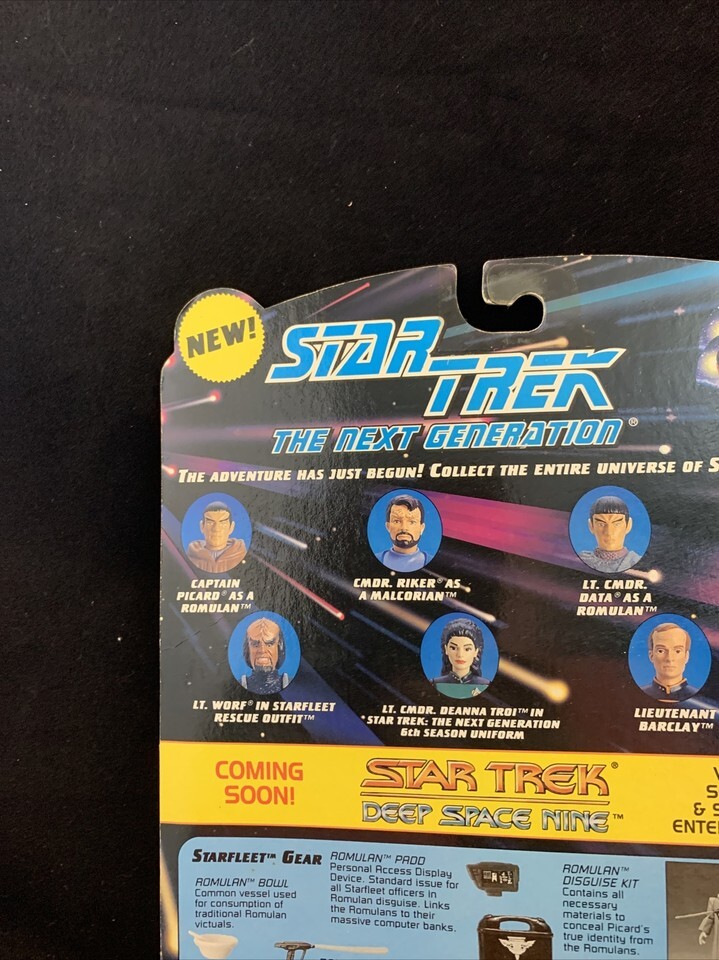 NEW!
STAR
TREK
THE NEXT GENERATION®
THE ADVENTURE HAS JUST BEGUN! COLLECT THE ENTIRE UNIVERSE OF S
CAPTAIN
PICARD® AS A
ROMULAN™
CMDR. RIKER® AS
A MALCORIAN™
LT. CMDR.
DATA® AS A
ROMULAN™
LT. WORF® IN STARFLEET
RESCUE OUTFIT™
LT. CMDR. DEANNA TROI™ IN
STAR TREK: THE NEXT GENERATION
6th SEASON UNIFORM
LIEUTENANT
BARCLAY™
COMING
SOON!
STAR TREK®
DEEP SPACE NINE™
& S
ENTER
STARFLEET™ GEAR
ROMULAN™ BOWL
Common vessel used
for consumption of
traditional Romulan
victuals.
ROMULAN™ PADD
Personal Access Display
Device. Standard issue for
all Starfleet officers in
Romulan disguise. Links
the Romulans to their
massive computer banks.
ROMULAN™
DISGUISE KIT
Contains all
necessary
materials to
conceal Picard's
true identity from
the Romulans.